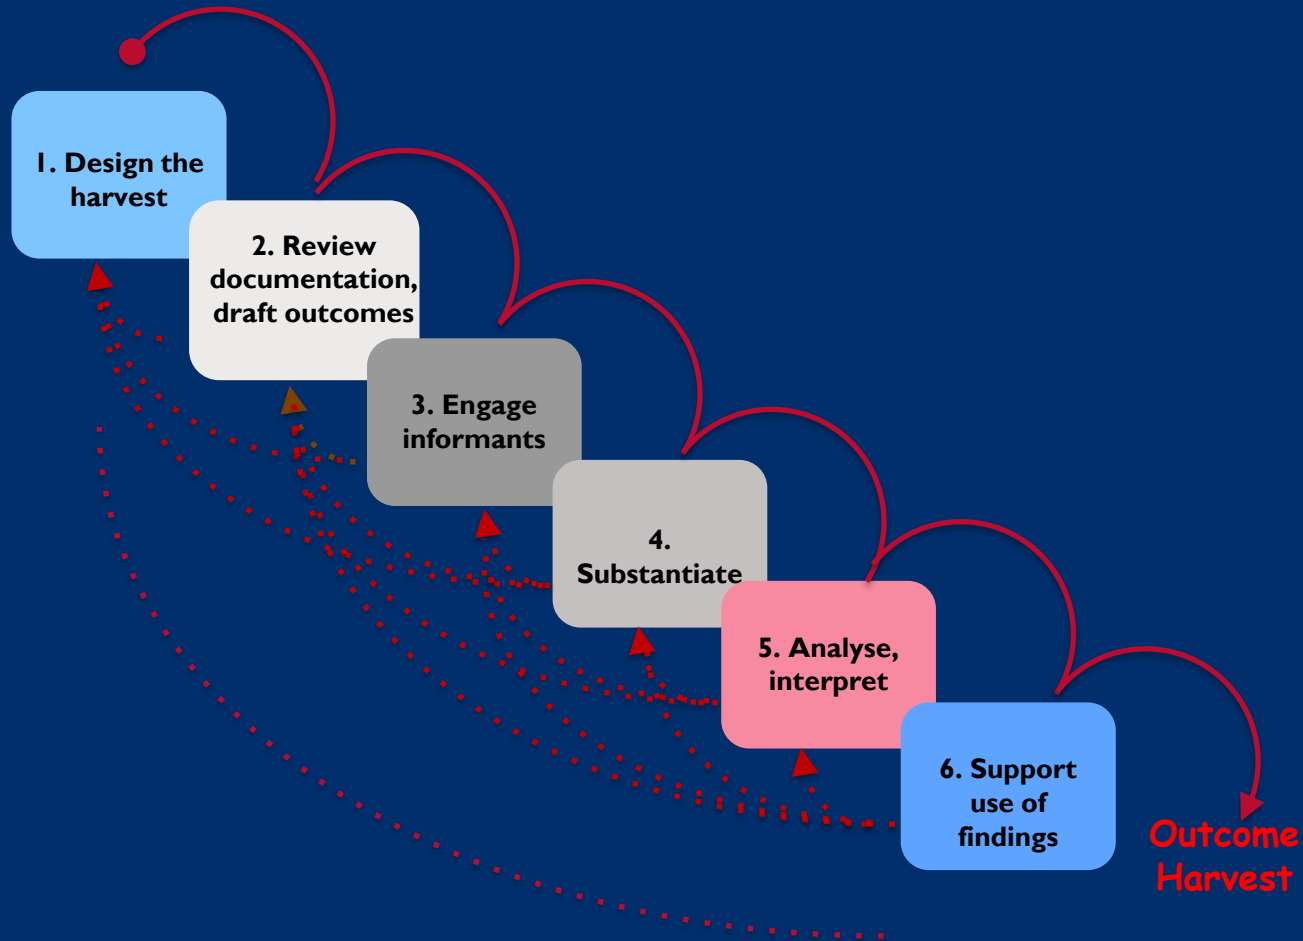 1. Design the
harvest
2. Review
documentation,
draft outcomes
3. Engage
informants
4.
Substantiate
5. Analyse,
interpret
6. Support
use of
findings
Outcome
Harvest